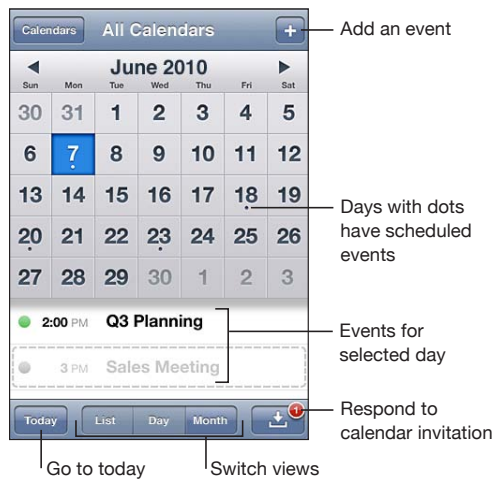 Calendars All Calendars +
Add an event
June 2010
Sun Mon Tue Wed Thu Fri Sat
30 31 1 2 3 4 5
6 7 8 9 10 11 12
13 14 15 16 17 18 19
20 21 22 23 24 25 26
27 28 29 30 1 2 3
Days with dots
have scheduled
events
2:00 PM Q3 Planning
3 PM Sales Meeting
Events for
selected day
Today List Day Month 1
Respond to
calendar invitation
Go to today
Switch views